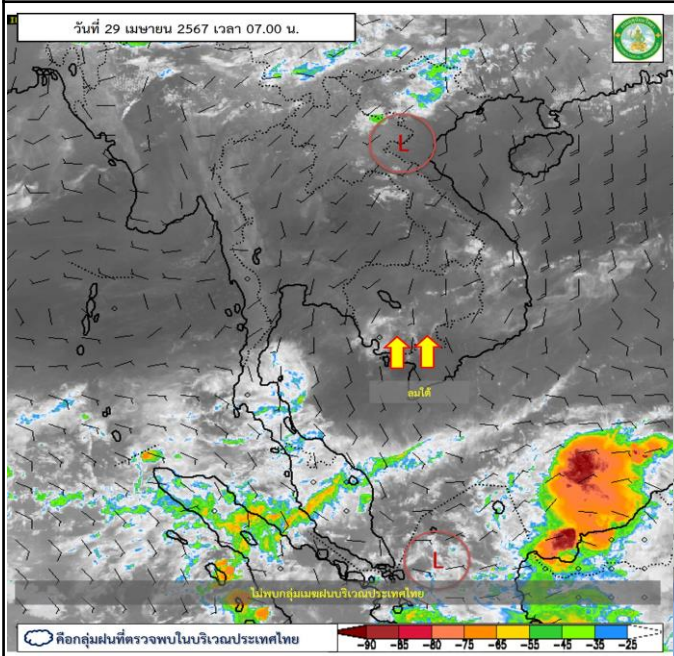 วันที่ 29 เมษายน 2567 เวลา 07.00 น.
L
ลมใต้
L
ไม่พบกลุ่มเมฆฝนบริเวณประเทศไทย
คือกลุ่มฝนที่ตรวจพบในบริเวณประเทศไทย
-90 -85 -80 -75 -65 -55 -45 -35 -25